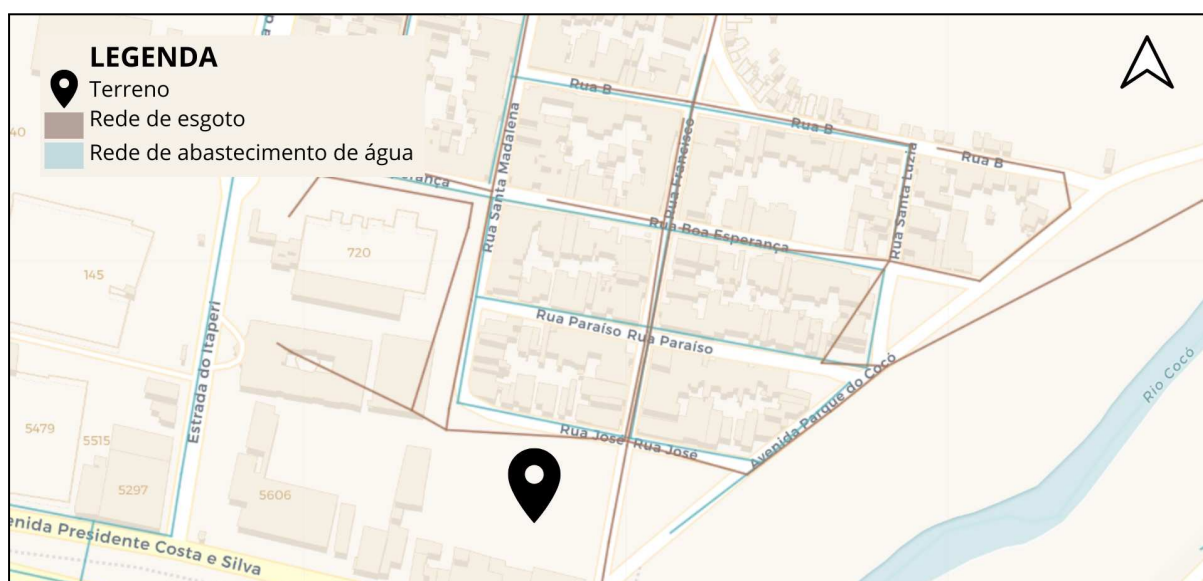 LEGENDA
Terreno
Rede de esgoto
Rede de abastecimento de água
40
Rua B
Rua B
Rua B
Rua Santa Madalena
Rua Francisco
Rua Santa Luzia
Rua Boa Esperança
720
145
Rua Paraíso
Rua Paraíso
Estrada do Itaperi
Avenida Parque do Cocó
Rio Cocó
Rua José
Rua José
5479
5515
5297
5606
enida Presidente Costa e Silva